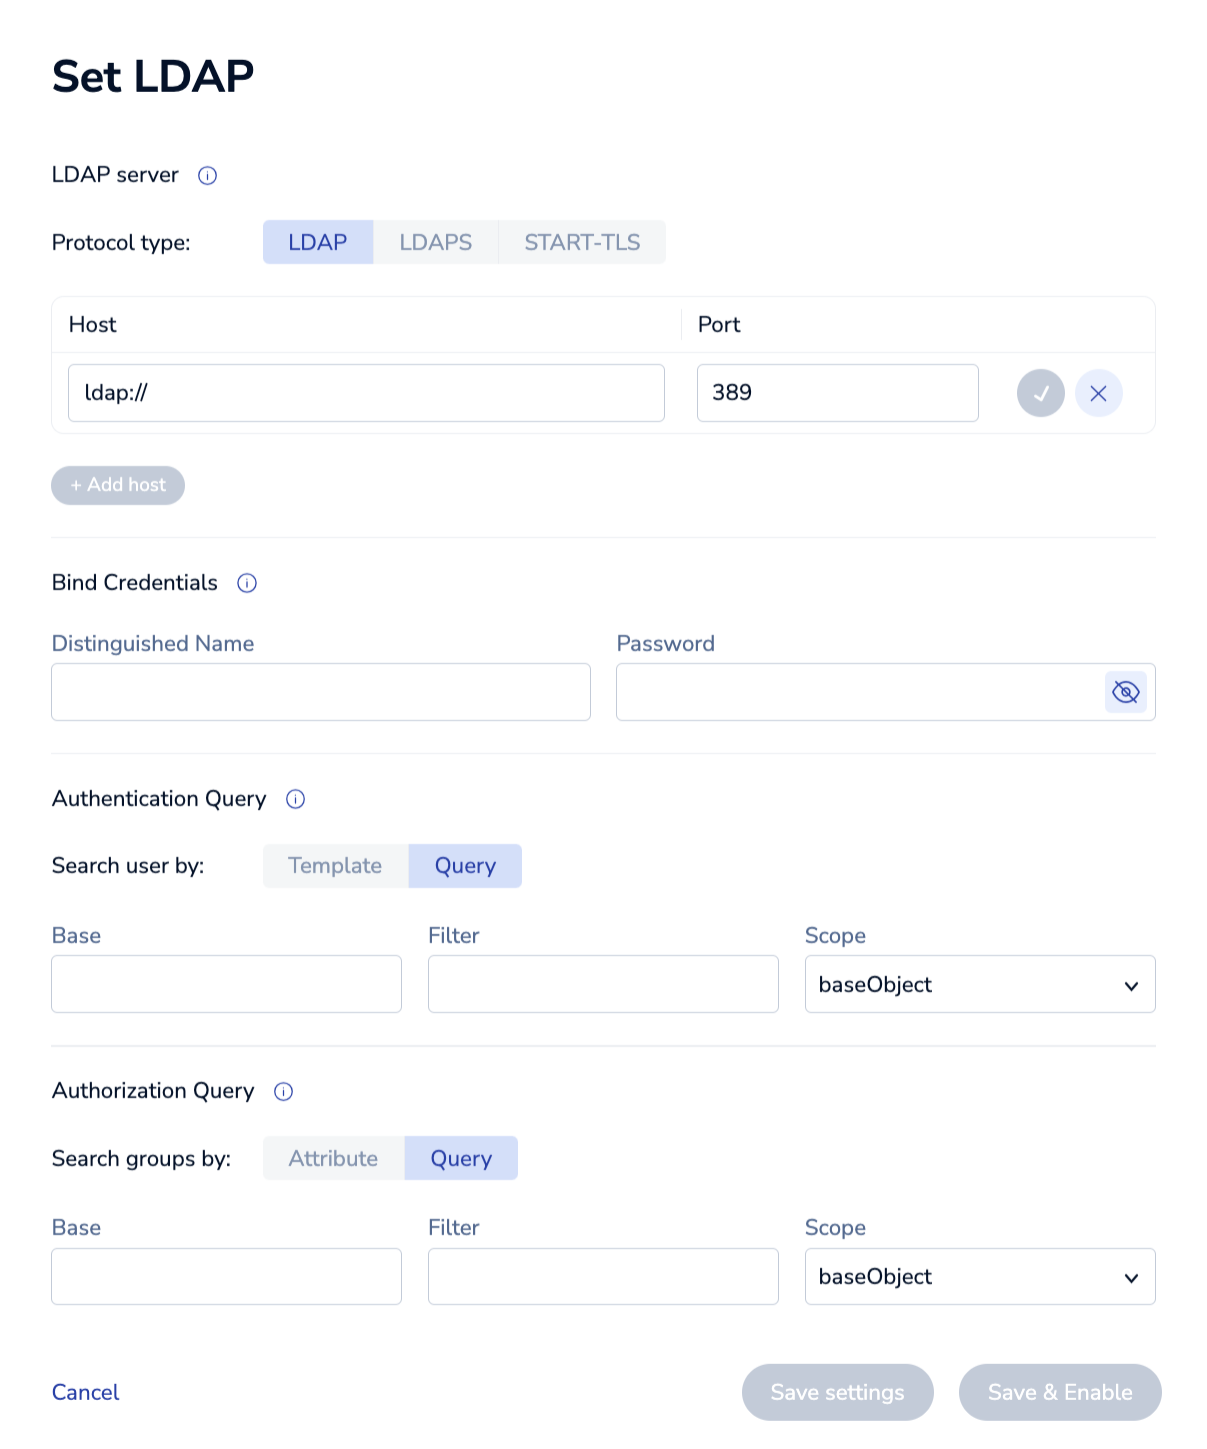 Set LDAP
LDAP server
Protocol type: LDAP LDAPS START-TLS
Host Port
ldap:// 389
+ Add host
Bind Credentials
Distinguished Name Password
Authentication Query
Search user by: Template Query
Base Filter Scope
baseObject
Authorization Query
Search groups by: Attribute Query
Base Filter Scope
baseObject
Cancel Save settings Save & Enable